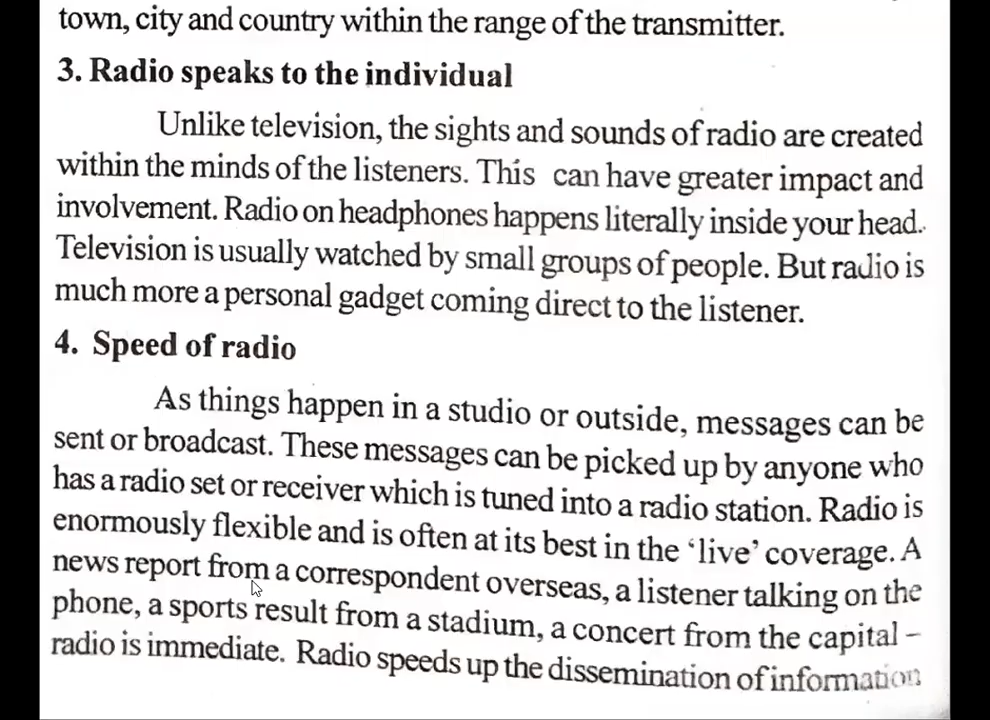 town, city and country within the range of the transmitter.
3. Radio speaks to the individual
Unlike television, the sights and sounds of radio are created
within the minds of the listeners. This can have greater impact and
involvement. Radio on headphones happens literally inside your head.
Television is usually watched by small groups of people. But radio is
much more a personal gadget coming direct to the listener.
4. Speed of radio
As things happen in a studio or outside, messages can be
sent or broadcast. These messages can be picked up by anyone who
has a radio set or receiver which is tuned into a radio station. Radio is
enormously flexible and is often at its best in the ‘live’ coverage. A
news report from a correspondent overseas, a listener talking on the
phone, a sports result from a stadium, a concert from the capital –
radio is immediate. Radio speeds up the dissemination of information